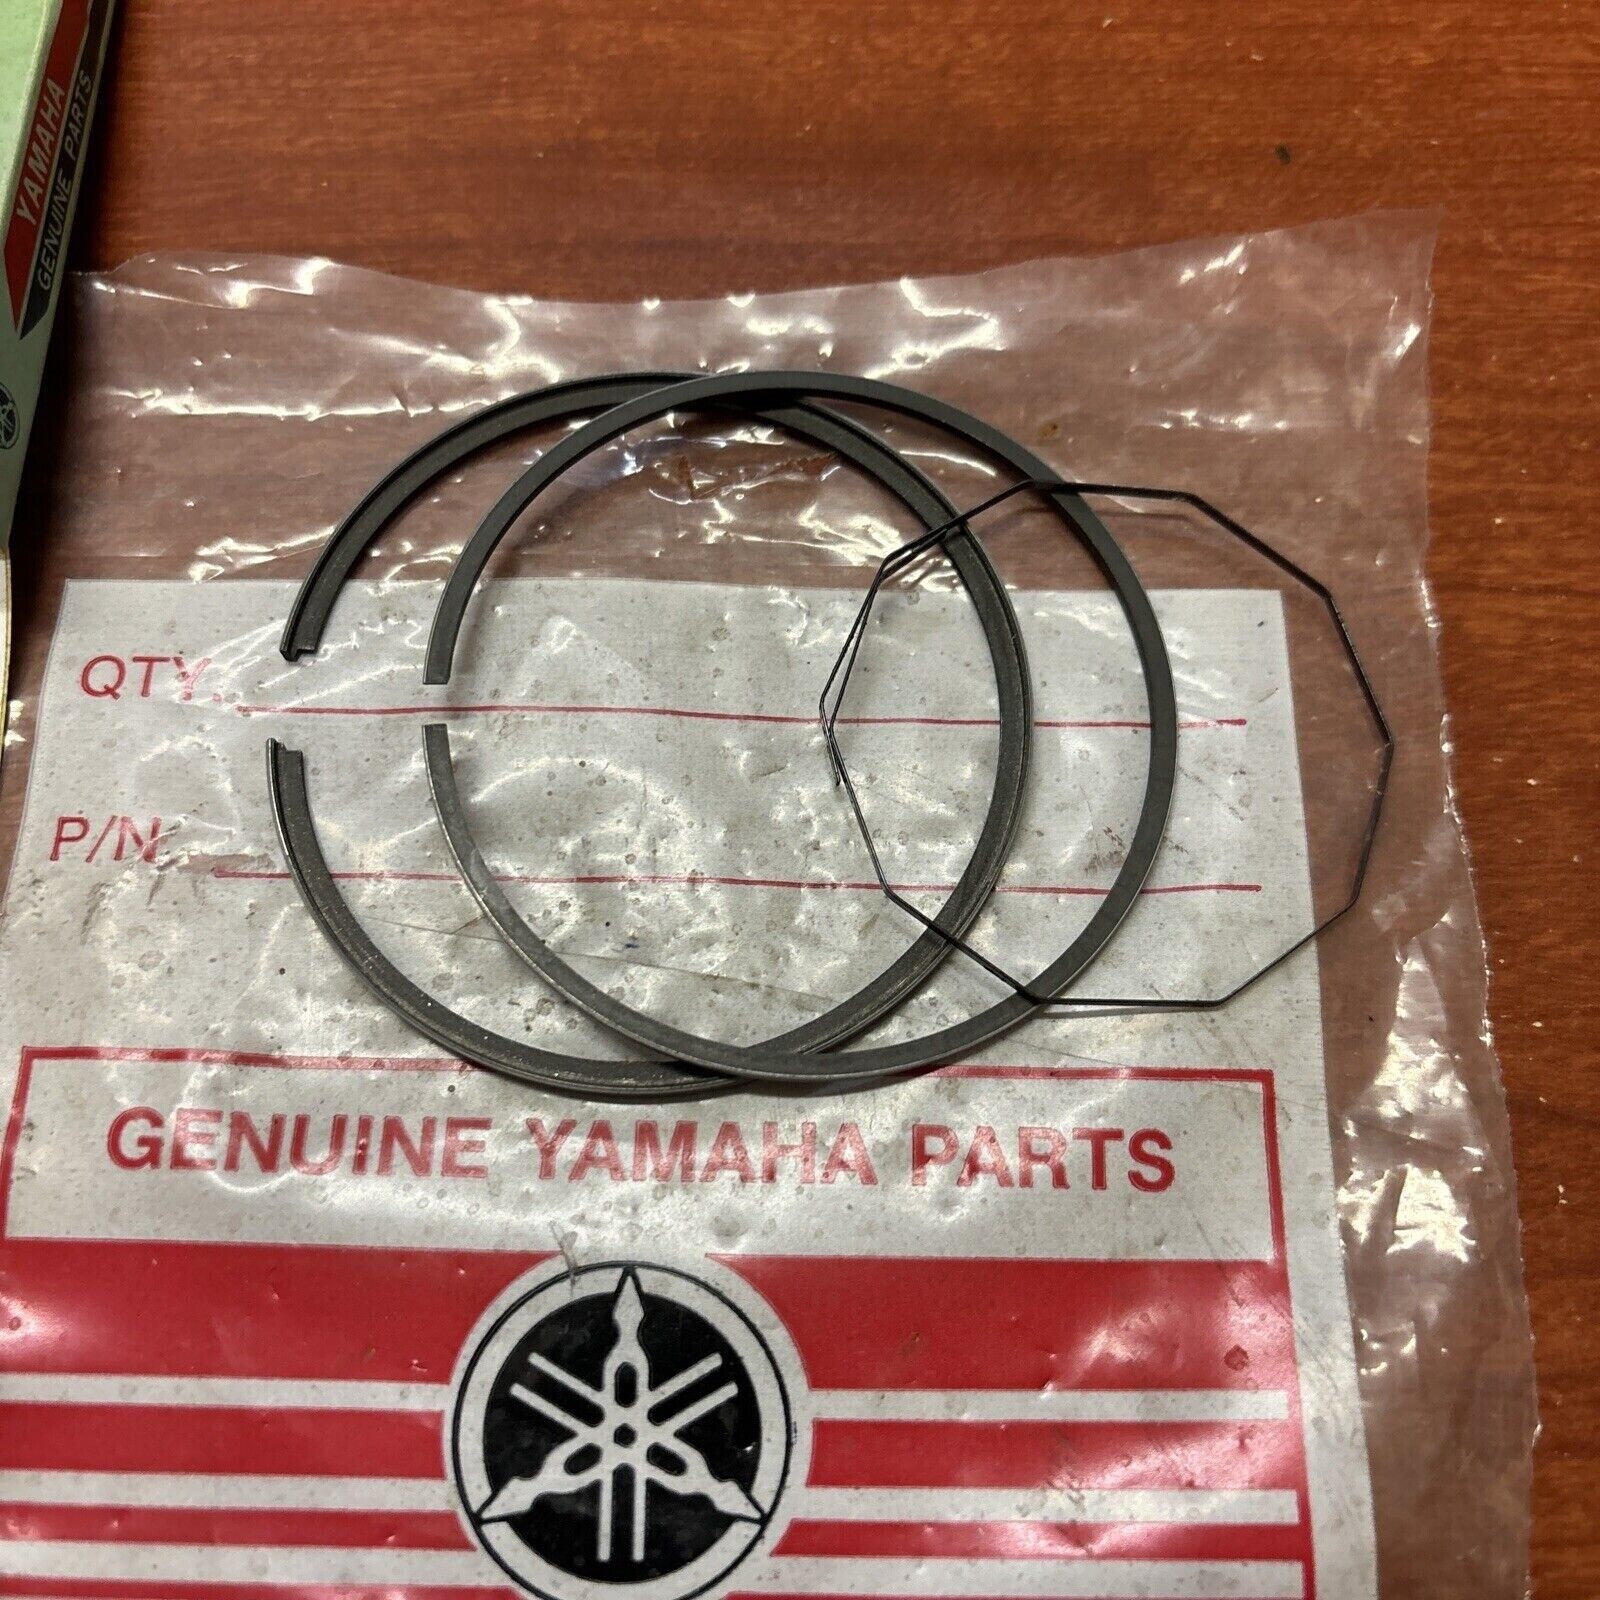 YAMAHA
GENUINE PARTS
QTY.
P/N
GENUINE YAMAHA PARTS